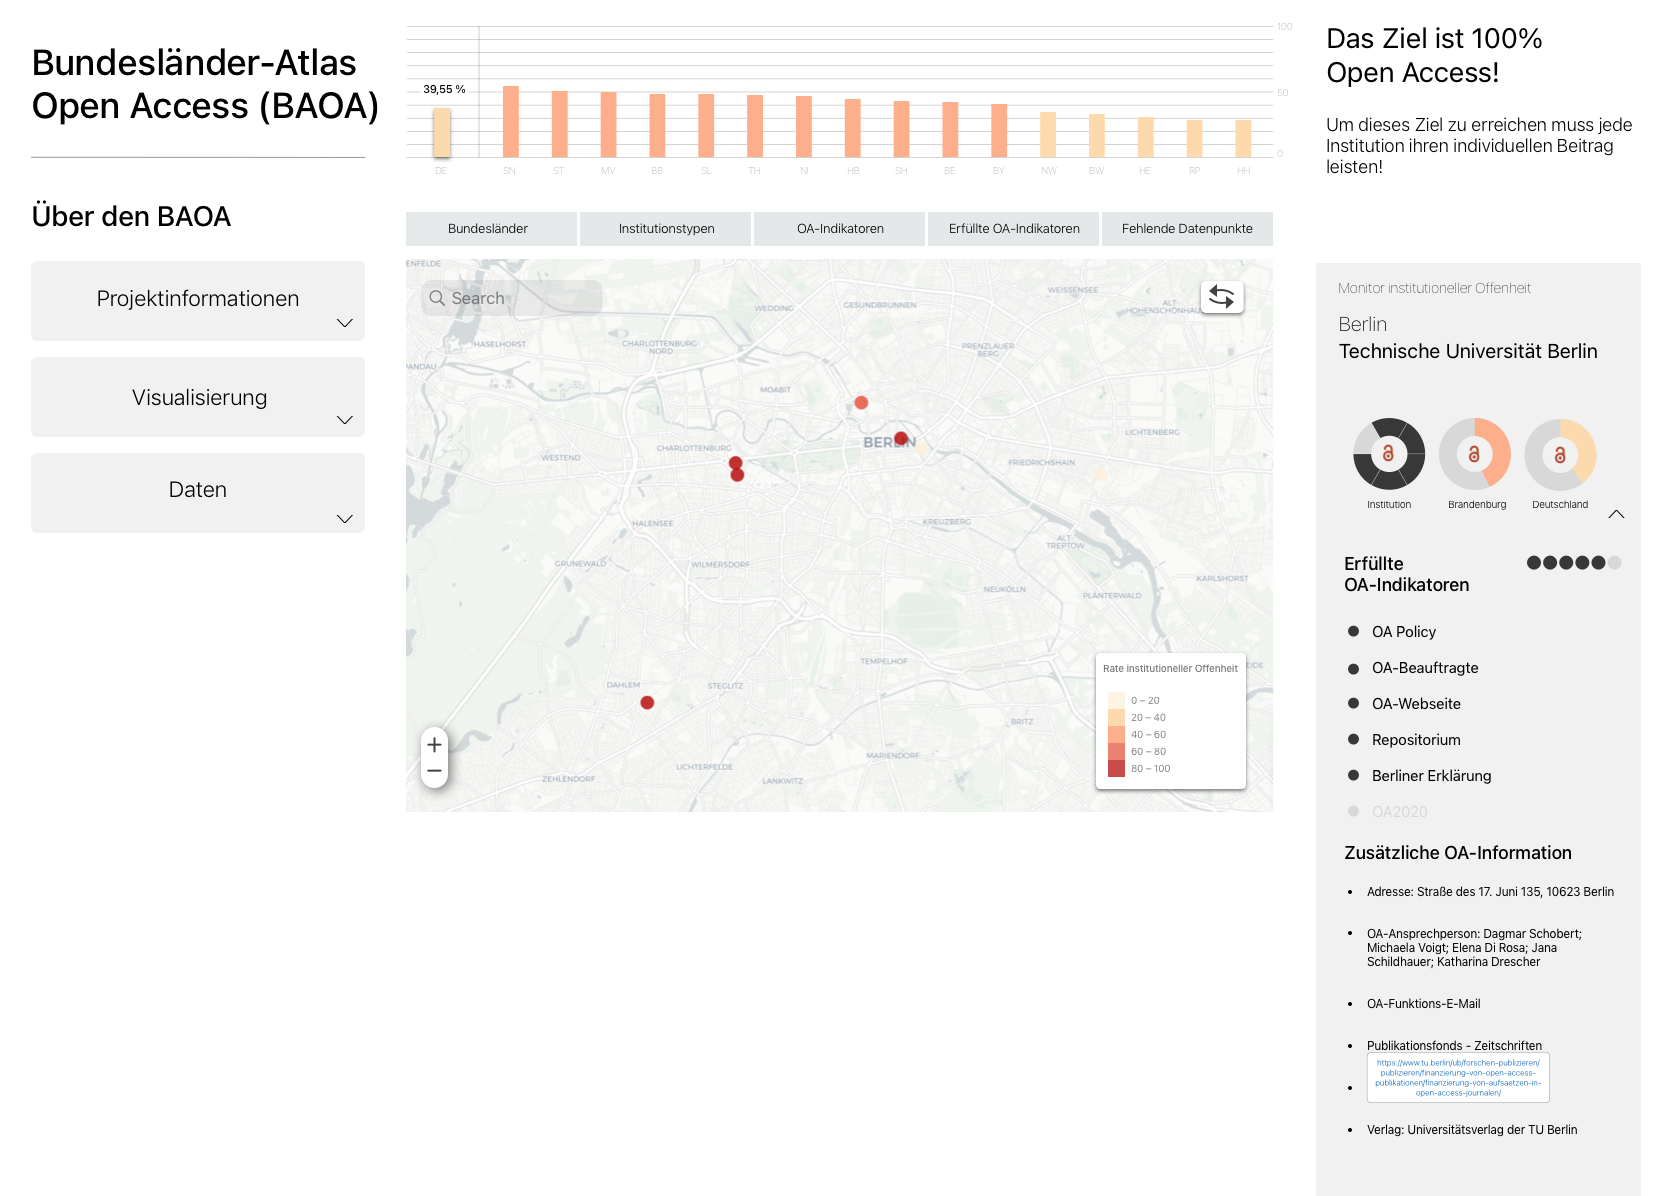 Bundesländer-Atlas
Open Access (BAOA)
Über den BAOA
Projektinformationen
Visualisierung
Daten
100
50
0
39,55 %
DE
SN
ST
MV
BB
SL
TH
NI
HB
SH
BE
BY
NW
BW
HE
RP
HH
Bundesländer
Institutionstypen
OA-Indikatoren
Erfüllte OA-Indikatoren
Fehlende Datenpunkte
Search
ENFELDE
WEISSENSEE
WEDDING
GESUNDBRUNNEN
ALT-
HOHENSCHÖNHAU
HASELHORST
CHARLOTTENBURG-
NORD
PRENZLAUER
BERG
PANDAU
MOABIT
BERLIN
LICHTENBERG
CHARLOTTENBURG
WESTEND
FRIEDRICHSHAIN
HALENSEE
KREUZBERG
ALT-
TREPTOW
GRUNEWALD
WILMERSDORF
KARLSHORST
NEUKÖLLN
PLÄNTERWALD
TEMPELHOF
EIDE
DAHLEM
STEGLITZ
BRITZ
MARIENDORF
LICHTERFELDE
ZEHLENDORF
LANKWITZ
Rate institutioneller Offenheit
0 – 20
20 – 40
40 – 60
60 – 80
80 – 100
Das Ziel ist 100%
Open Access!
Um dieses Ziel zu erreichen muss jede
Institution ihren individuellen Beitrag
leisten!
Monitor institutioneller Offenheit
Berlin
Technische Universität Berlin
Institution
Brandenburg
Deutschland
Erfüllte
OA-Indikatoren
OA Policy
OA-Beauftragte
OA-Webseite
Repositorium
Berliner Erklärung
OA2020
Zusätzliche OA-Information
• Adresse: Straße des 17. Juni 135, 10623 Berlin
• OA-Ansprechperson: Dagmar Schobert;
Michaela Voigt; Elena Di Rosa; Jana
Schildhauer; Katharina Drescher
• OA-Funktions-E-Mail
• Publikationsfonds - Zeitschriften
https://www.tu.berlin/ub/forschen-publizieren/
publizieren/finanzierung-von-open-access-
publikationen/finanzierung-von-aufsaetzen-in-
open-access-journalen/
• Verlag: Universitätsverlag der TU Berlin